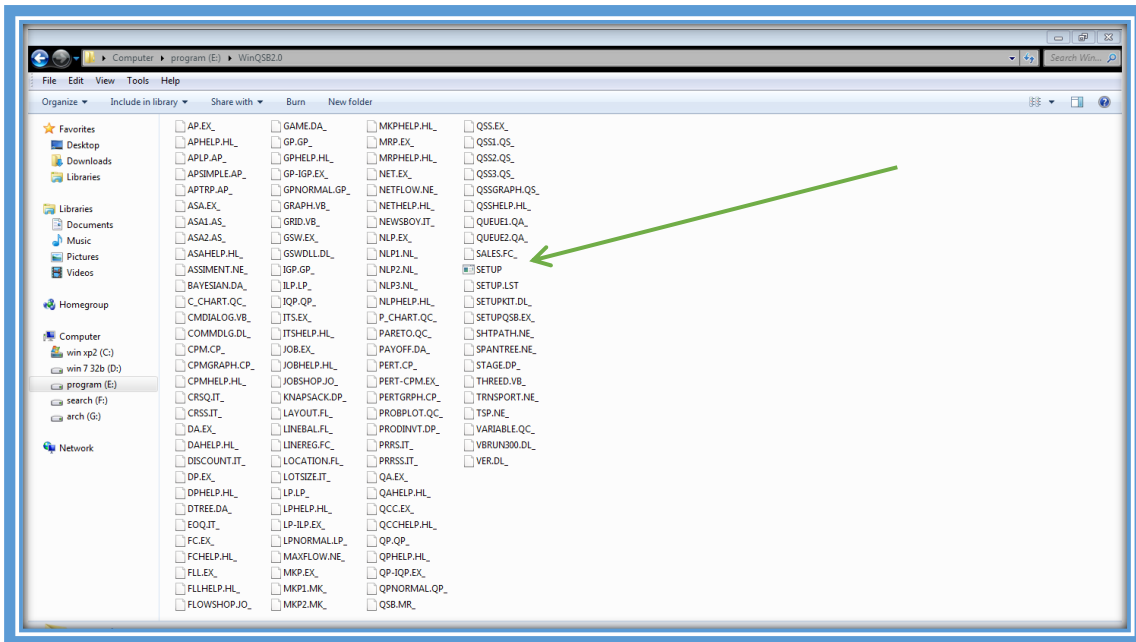 Computer ▸ program (E:) ▸ WinQSB2.0
Search Win...
File Edit View Tools Help
Organize Include in library Share with Burn New folder
Favorites
Desktop
Downloads
Libraries
Libraries
Documents
Music
Pictures
Videos
Homegroup
Computer
win xp2 (C:)
win 7 32b (D:)
program (E:)
search (F:)
arch (G:)
Network
AP.EX_
APHELP.HL_
APLP.AP_
APSIMPLE.AP_
APTRP.AP_
ASA.EX_
ASA1.AS_
ASA2.AS_
ASAHELP.HL_
ASSIMENT.NE_
BAYESIAN.DA_
C_CHART.QC_
CMDIALOG.VB_
COMMDLG.DL_
CPM.CP_
CPMGRAPH.CP_
CPMHELP.HL_
CRSQ.IT_
CRSS.IT_
DA.EX_
DAHELP.HL_
DISCOUNT.IT_
DP.EX_
DPHELP.HL_
DTREE.DA_
EOQ.IT_
FC.EX_
FCHELP.HL_
FLL.EX_
FLLHELP.HL_
FLOWSHOP.JO_
GAME.DA_
GP.GP_
GPHELP.HL_
GP-IGP.EX_
GPNORMAL.GP_
GRAPH.VB_
GRID.VB_
GSW.EX_
GSWDLL.DL_
IGP.GP_
ILP.LP_
IQP.QP_
ITS.EX_
ITSHELP.HL_
JOB.EX_
JOBHELP.HL_
JOBSHOP.JO_
KNAPSACK.DP_
LAYOUT.FL_
LINEBAL.FL_
LINEREG.FC_
LOCATION.FL_
LOTSIZE.IT_
LP.LP_
LPHELP.HL_
LP-ILP.EX_
LPNORMAL.LP_
MAXFLOW.NE_
MKP.EX_
MKP1.MK_
MKP2.MK_
MKPHELP.HL_
MRP.EX_
MRPHELP.HL_
NET.EX_
NETFLOW.NE_
NETHELP.HL_
NEWSBOY.IT_
NLP.EX_
NLP1.NL_
NLP2.NL_
NLP3.NL_
NLPHELP.HL_
P_CHART.QC_
PARETO.QC_
PAYOFF.DA_
PERT.CP_
PERT-CPM.EX_
PERTGRPH.CP_
PROBPLOT.QC_
PRODINVT.DP_
PRRS.IT_
PRRSS.IT_
QA.EX_
QAHELP.HL_
QCC.EX_
QCCHELP.HL_
QP.QP_
QPHELP.HL_
QP-IQP.EX_
QPNORMAL.QP_
QSB.MR_
QSS.EX_
QSS1.QS_
QSS2.QS_
QSS3.QS_
QSSGRAPH.QS_
QSSHELP.HL_
QUEUE1.QA_
QUEUE2.QA_
SALES.FC_
SETUP
SETUP.LST
SETUPKIT.DL_
SETUPQSB.EX_
SHTPATH.NE_
SPANTREE.NE_
STAGE.DP_
THREED.VB_
TRNSPORT.NE_
TSP.NE_
VARIABLE.QC_
VBRUN300.DL_
VER.DL_